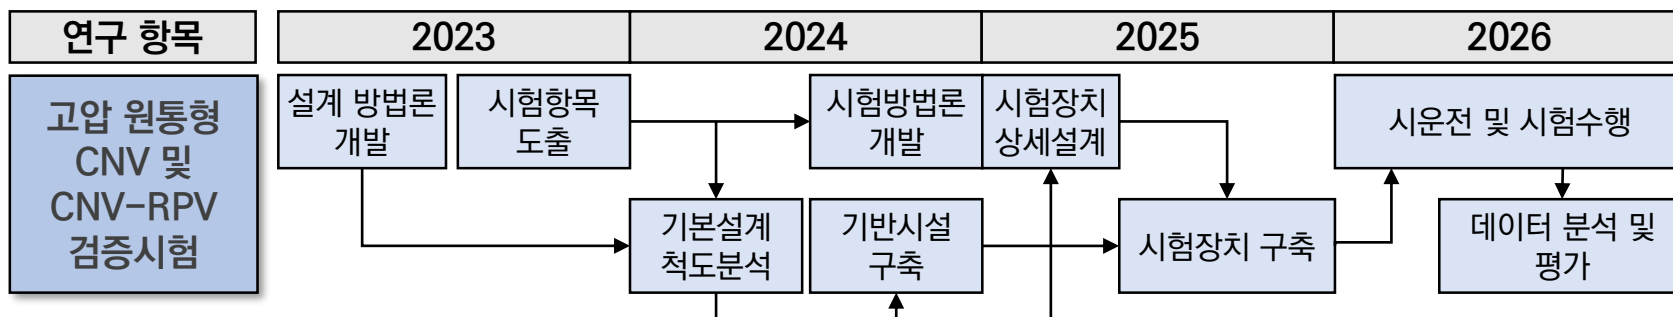 연구 항목
2023
2024
2025
2026
고압 원통형
CNV 및
CNV-RPV
검증시험
설계 방법론
개발
시험항목
도출
시험방법론
개발
시험장치
상세설계
시운전 및 시험수행
기본설계
척도분석
기반시설
구축
시험장치 구축
데이터 분석 및
평가